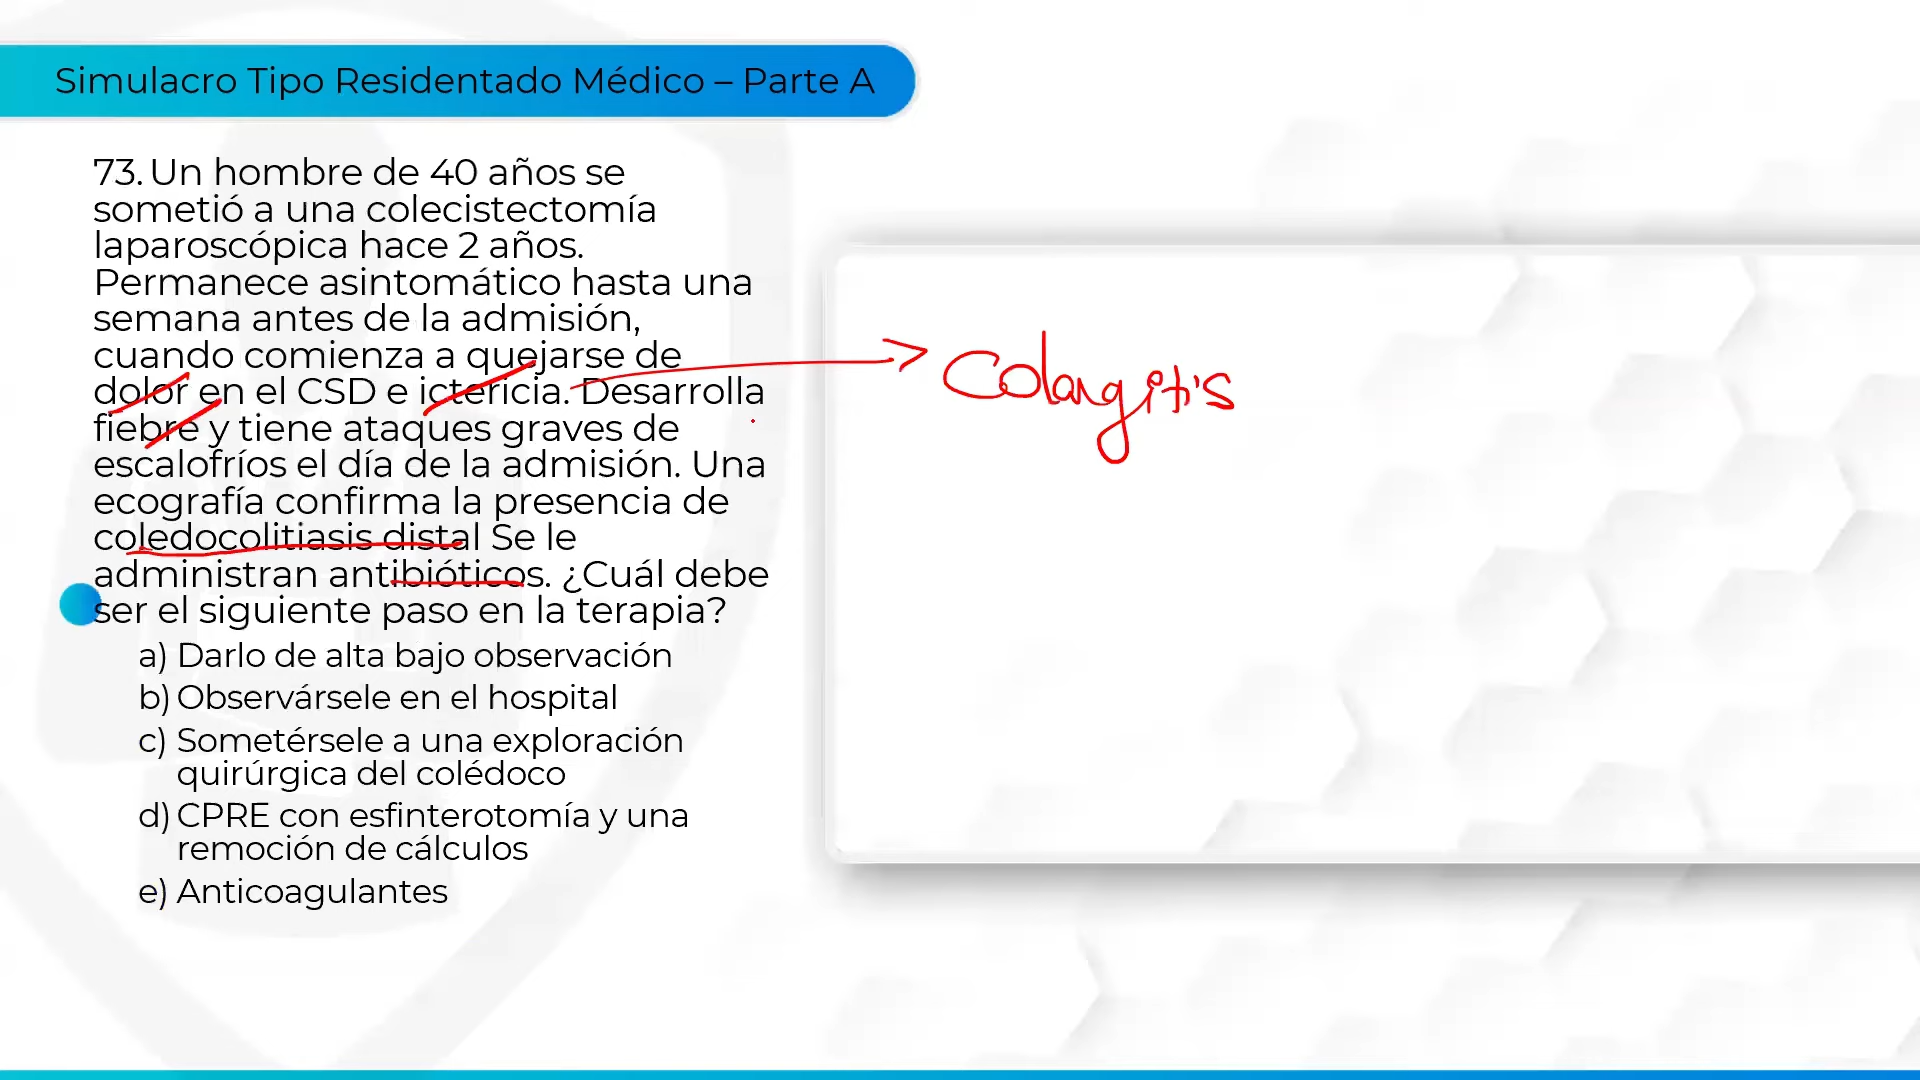 Simulacro Tipo Residentado Médico – Parte A
73. Un hombre de 40 años se
sometió a una colecistectomía
laparoscópica hace 2 años.
Permanece asintomático hasta una
semana antes de la admisión,
cuando comienza a quejarse de
dolor en el CSD e ictericia. Desarrolla
fiebre y tiene ataques graves de
escalofríos el día de la admisión. Una
ecografía confirma la presencia de
coledocolitiasis distal Se le
administran antibióticos. ¿Cuál debe
ser el siguiente paso en la terapia?
a) Darlo de alta bajo observación
b) Observársele en el hospital
c) Sometérsele a una exploración
quirúrgica del colédoco
d) CPRE con esfinterotomía y una
remoción de cálculos
e) Anticoagulantes
Colangitis